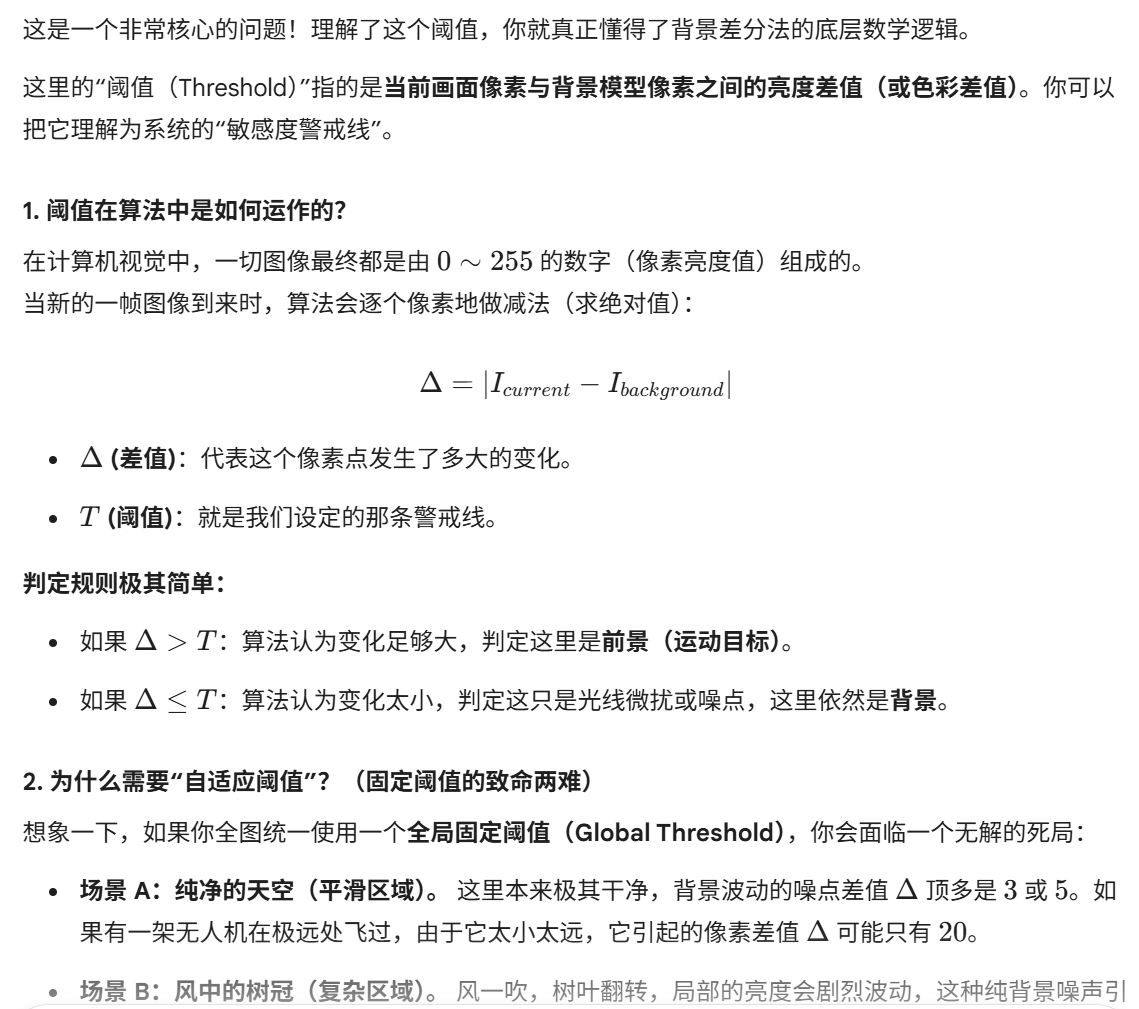 这是一个非常核心的问题！理解了这个阈值，你就真正懂得了背景差分法的底层数学逻辑。
这里的“阈值（Threshold）”指的是当前画面像素与背景模型像素之间的亮度差值（或色彩差值）。你可以
把它理解为系统的“敏感度警戒线”。
1. 阈值在算法中是如何运作的？
在计算机视觉中，一切图像最终都是由 0 ∼ 255 的数字（像素亮度值）组成的。
当新的一帧图像到来时，算法会逐个像素地做减法（求绝对值）：
Δ = |I_current − I_background|
• Δ (差值)：代表这个像素点发生了多大的变化。
• T (阈值)：就是我们设定的那条警戒线。
判定规则极其简单：
• 如果 Δ > T：算法认为变化足够大，判定这里是前景（运动目标）。
• 如果 Δ ≤ T：算法认为变化太小，判定这只是光线微扰或噪点，这里依然是背景。
2. 为什么需要“自适应阈值”？（固定阈值的致命两难）
想象一下，如果你全图统一使用一个全局固定阈值（Global Threshold），你会面临一个无解的死局：
• 场景 A：纯净的天空（平滑区域）。 这里本来极其干净，背景波动的噪点差值 Δ 顶多是 3 或 5。如
果有一架无人机在极远处飞过，由于它太小太远，它引起的像素差值 Δ 可能只有 20。
• 场景 B：风中的树冠（复杂区域）。 风一吹，树叶翻转，局部的亮度会剧烈波动，这种纯背景噪声引